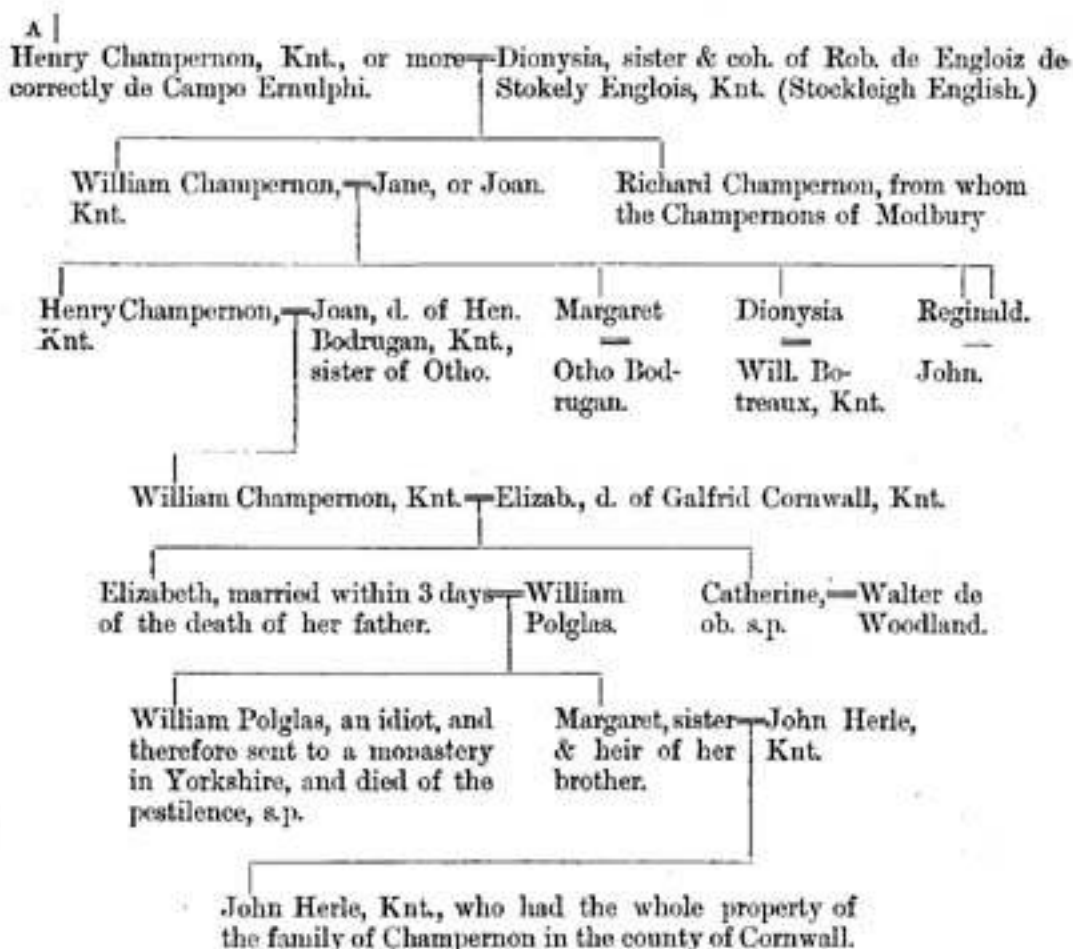 A
Henry Champernon, Knt., or more
correctly de Campo Ernulphi.
Dionysia, sister & coh. of Rob. de Engloiz de
Stokely Englois, Knt. (Stockleigh English.)
William Champernon,
Knt.
Jane, or Joan.
Richard Champernon, from whom
the Champernons of Modbury
Henry Champernon,
Knt.
Joan, d. of Hen.
Bodrugan, Knt.,
sister of Otho.
Margaret
Otho Bod-
rugan.
Dionysia
Will. Bo-
treaux, Knt.
Reginald.
John.
William Champernon, Knt.
Elizab., d. of Galfrid Cornwall, Knt.
Elizabeth, married within 3 days
of the death of her father.
William
Polglas.
Catherine,
ob. s.p.
Walter de
Woodland.
William Polglas, an idiot, and
therefore sent to a monastery
in Yorkshire, and died of the
pestilence, s.p.
Margaret, sister
& heir of her
brother.
John Herle,
Knt.
John Herle, Knt., who had the whole property of
the family of Champernon in the county of Cornwall.